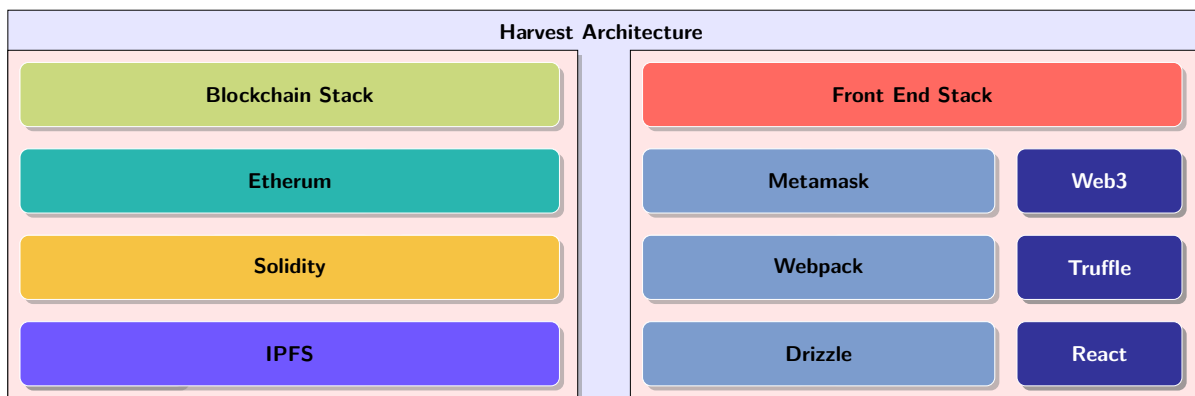 Harvest Architecture
Blockchain Stack
Etherum
Solidity
IPFS
Front End Stack
Metamask
Web3
Webpack
Truffle
Drizzle
React